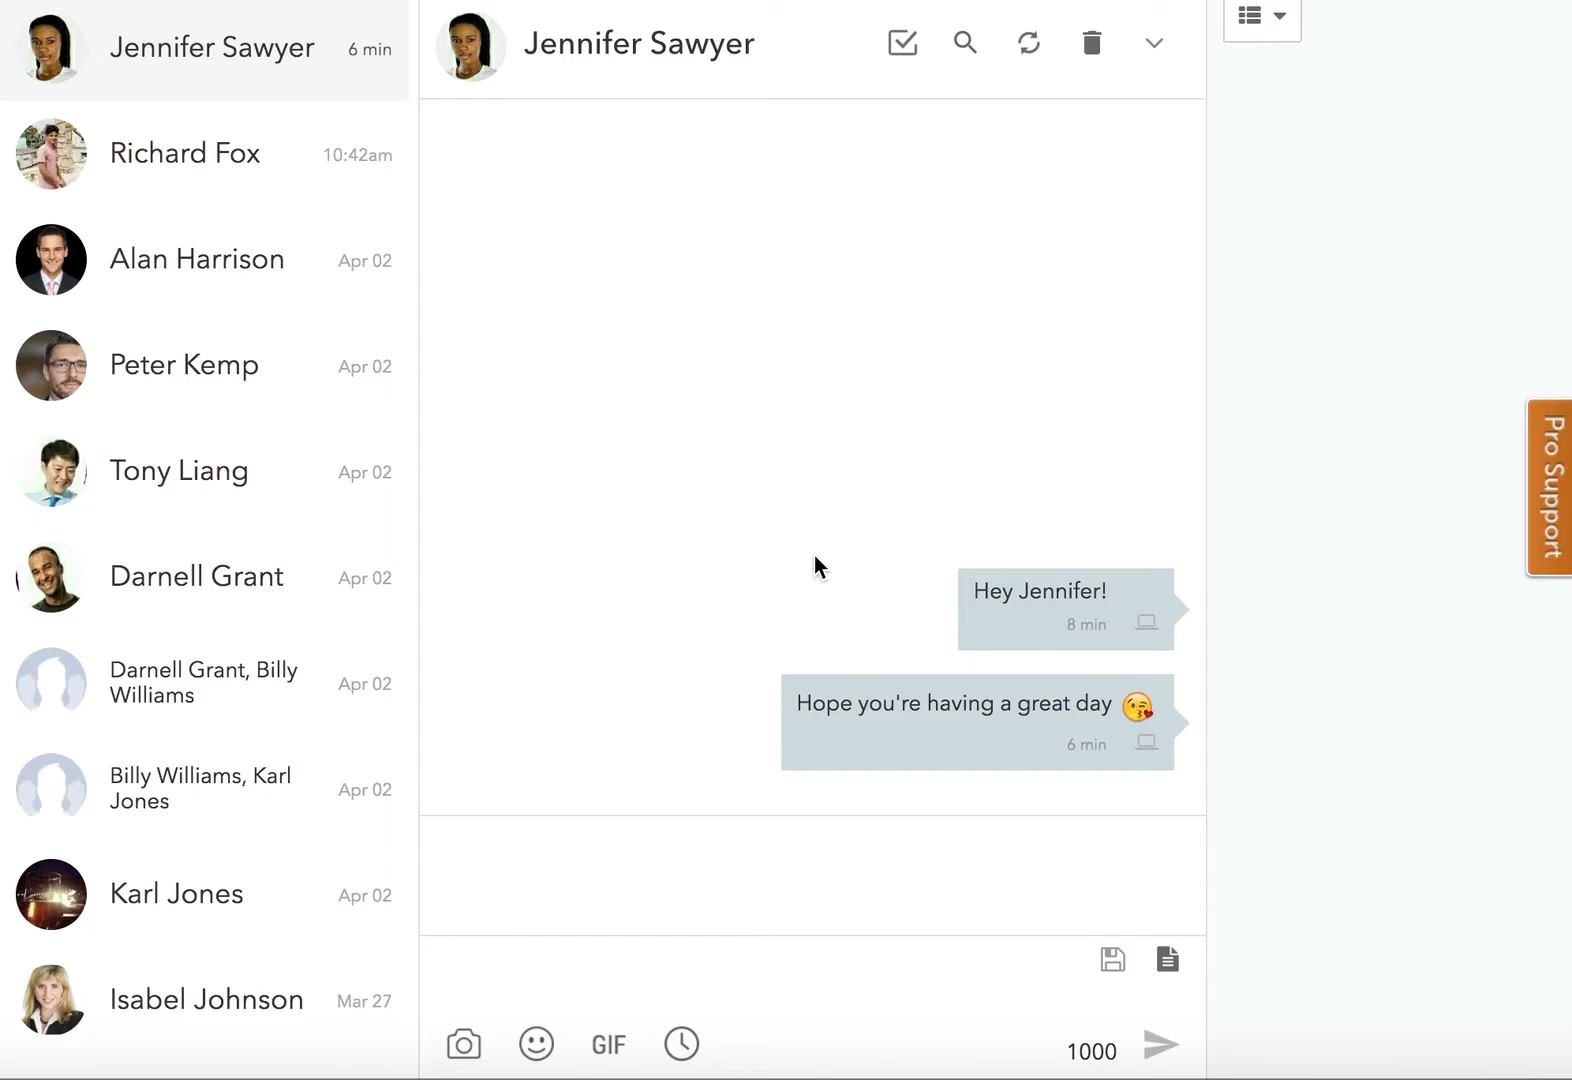 Jennifer Sawyer 6 min
Richard Fox 10:42am
Alan Harrison Apr 02
Peter Kemp Apr 02
Tony Liang Apr 02
Darnell Grant Apr 02
Darnell Grant, Billy
Williams
Apr 02
Billy Williams, Karl
Jones
Apr 02
Karl Jones Apr 02
Isabel Johnson Mar 27
Jennifer Sawyer
Hey Jennifer!
8 min
Hope you're having a great day 😘
6 min
GIF
1000
Pro Support